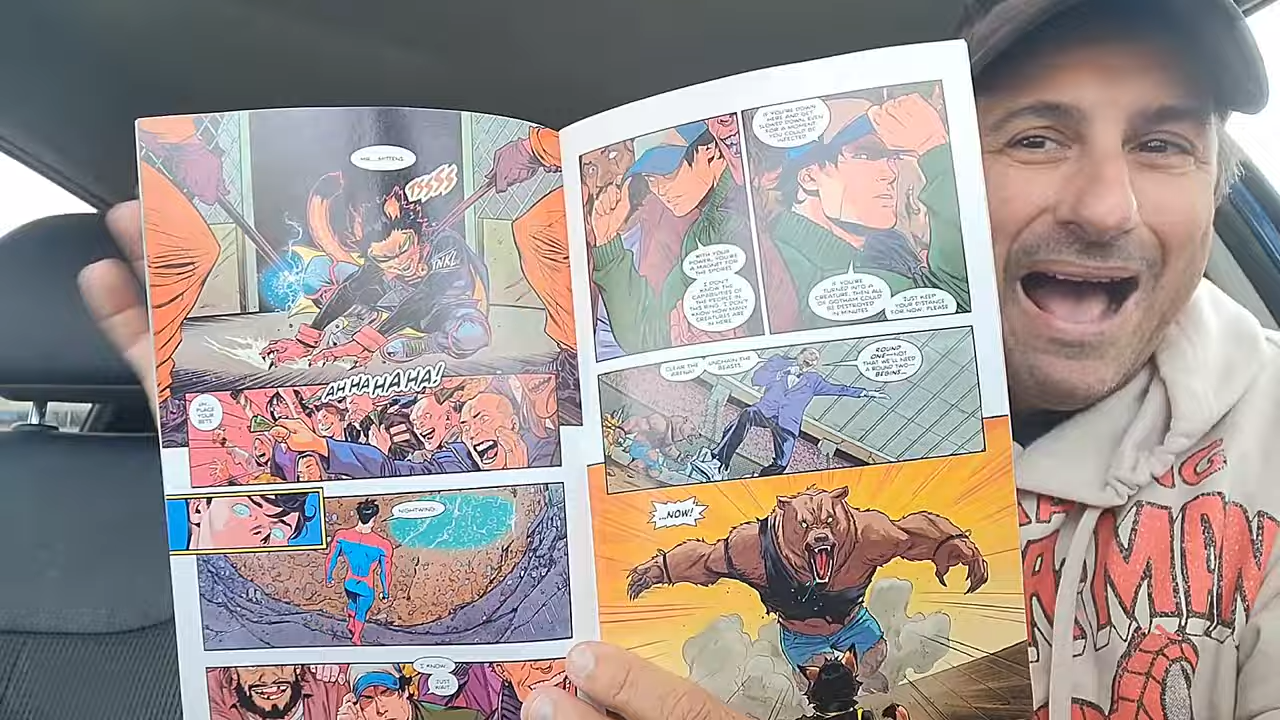 MR. ...MITTENS.
TSSSS
AHHAHAHA!
PLACE
YOUR
BETS
NIGHTWING.
I KNOW.
JUST
WAIT.
IF YOU'RE DOWN
HERE AND GET
SLOWED DOWN, EVEN
FOR A MOMENT,
YOU COULD BE
INFECTED.
WITH YOUR
POWER, YOU'RE
A MAGNET FOR
THE SPORES.
I DON'T
KNOW THE
CAPABILITIES OF
THE PEOPLE IN
THIS RING. I DON'T
KNOW HOW MANY
CREATURES ARE
IN HERE.
IF YOU'RE
TURNED INTO A
CREATURE, THEN ALL
OF GOTHAM COULD
BE DESTROYED
IN MINUTES.
JUST KEEP
YOUR DISTANCE
FOR NOW, PLEASE.
CLEAR THE
ARENA!
UNCHAIN THE
BEASTS.
ROUND
ONE--NOT
THAT WE'LL NEED
A ROUND TWO--
BEGINS...
...NOW!